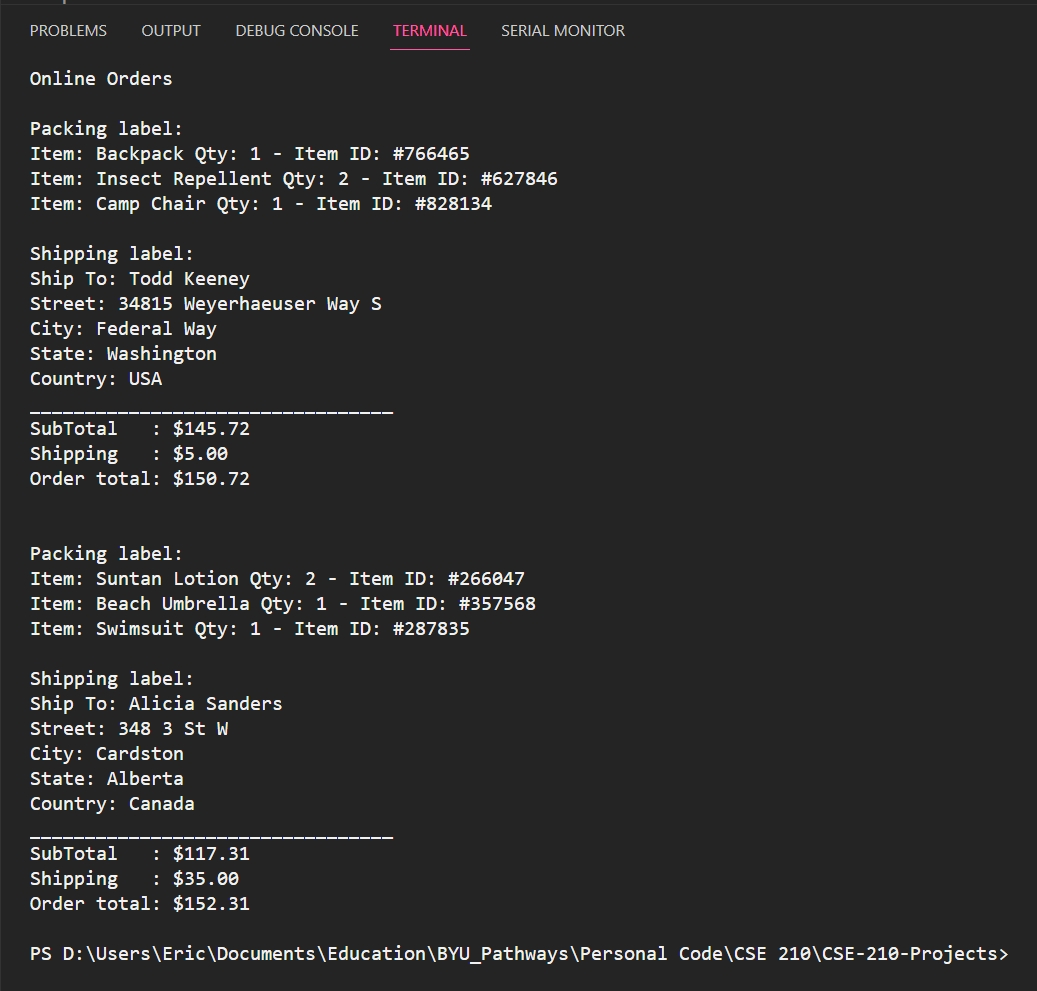 PROBLEMS OUTPUT DEBUG CONSOLE TERMINAL SERIAL MONITOR
Online Orders
Packing label:
Item: Backpack Qty: 1 - Item ID: #766465
Item: Insect Repellent Qty: 2 - Item ID: #627846
Item: Camp Chair Qty: 1 - Item ID: #828134
Shipping label:
Ship To: Todd Keeney
Street: 34815 Weyerhaeuser Way S
City: Federal Way
State: Washington
Country: USA
_________________________________
SubTotal   : $145.72
Shipping   : $5.00
Order total: $150.72
Packing label:
Item: Suntan Lotion Qty: 2 - Item ID: #266047
Item: Beach Umbrella Qty: 1 - Item ID: #357568
Item: Swimsuit Qty: 1 - Item ID: #287835
Shipping label:
Ship To: Alicia Sanders
Street: 348 3 St W
City: Cardston
State: Alberta
Country: Canada
_________________________________
SubTotal   : $117.31
Shipping   : $35.00
Order total: $152.31
PS D:\Users\Eric\Documents\Education\BYU_Pathways\Personal Code\CSE 210\CSE-210-Projects>